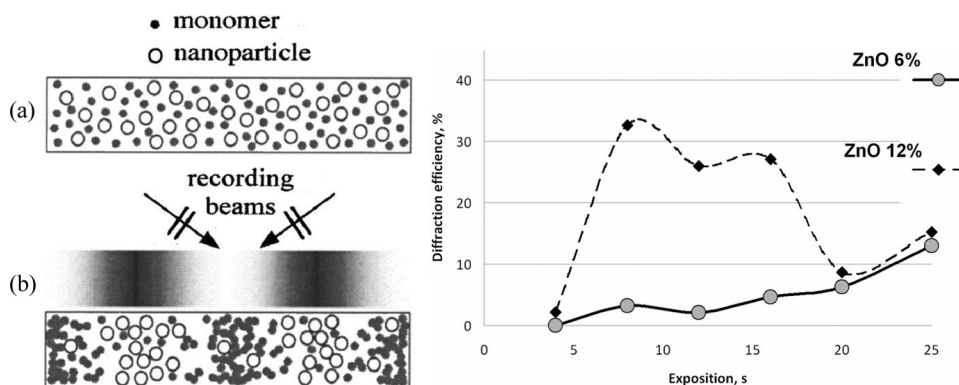 monomer
nanoparticle
(a)
recording
beams
(b)
ZnO 6%
ZnO 12%
Diffraction efficiency, %
40
30
20
10
0
0 5 10 15 20 25
Exposition, s